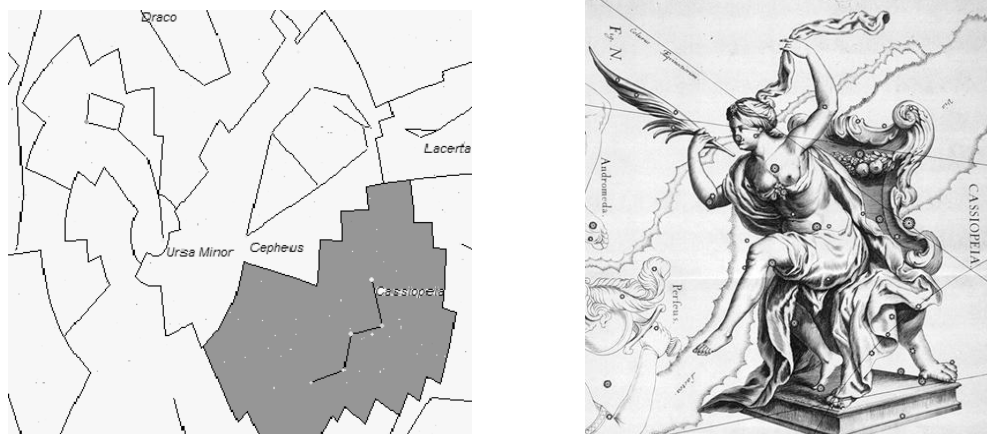 Draco
Lacerta
Ursa Minor
Cepheus
Cassiopeia
Andromeda.
Perseus.
CASSIOPEIA